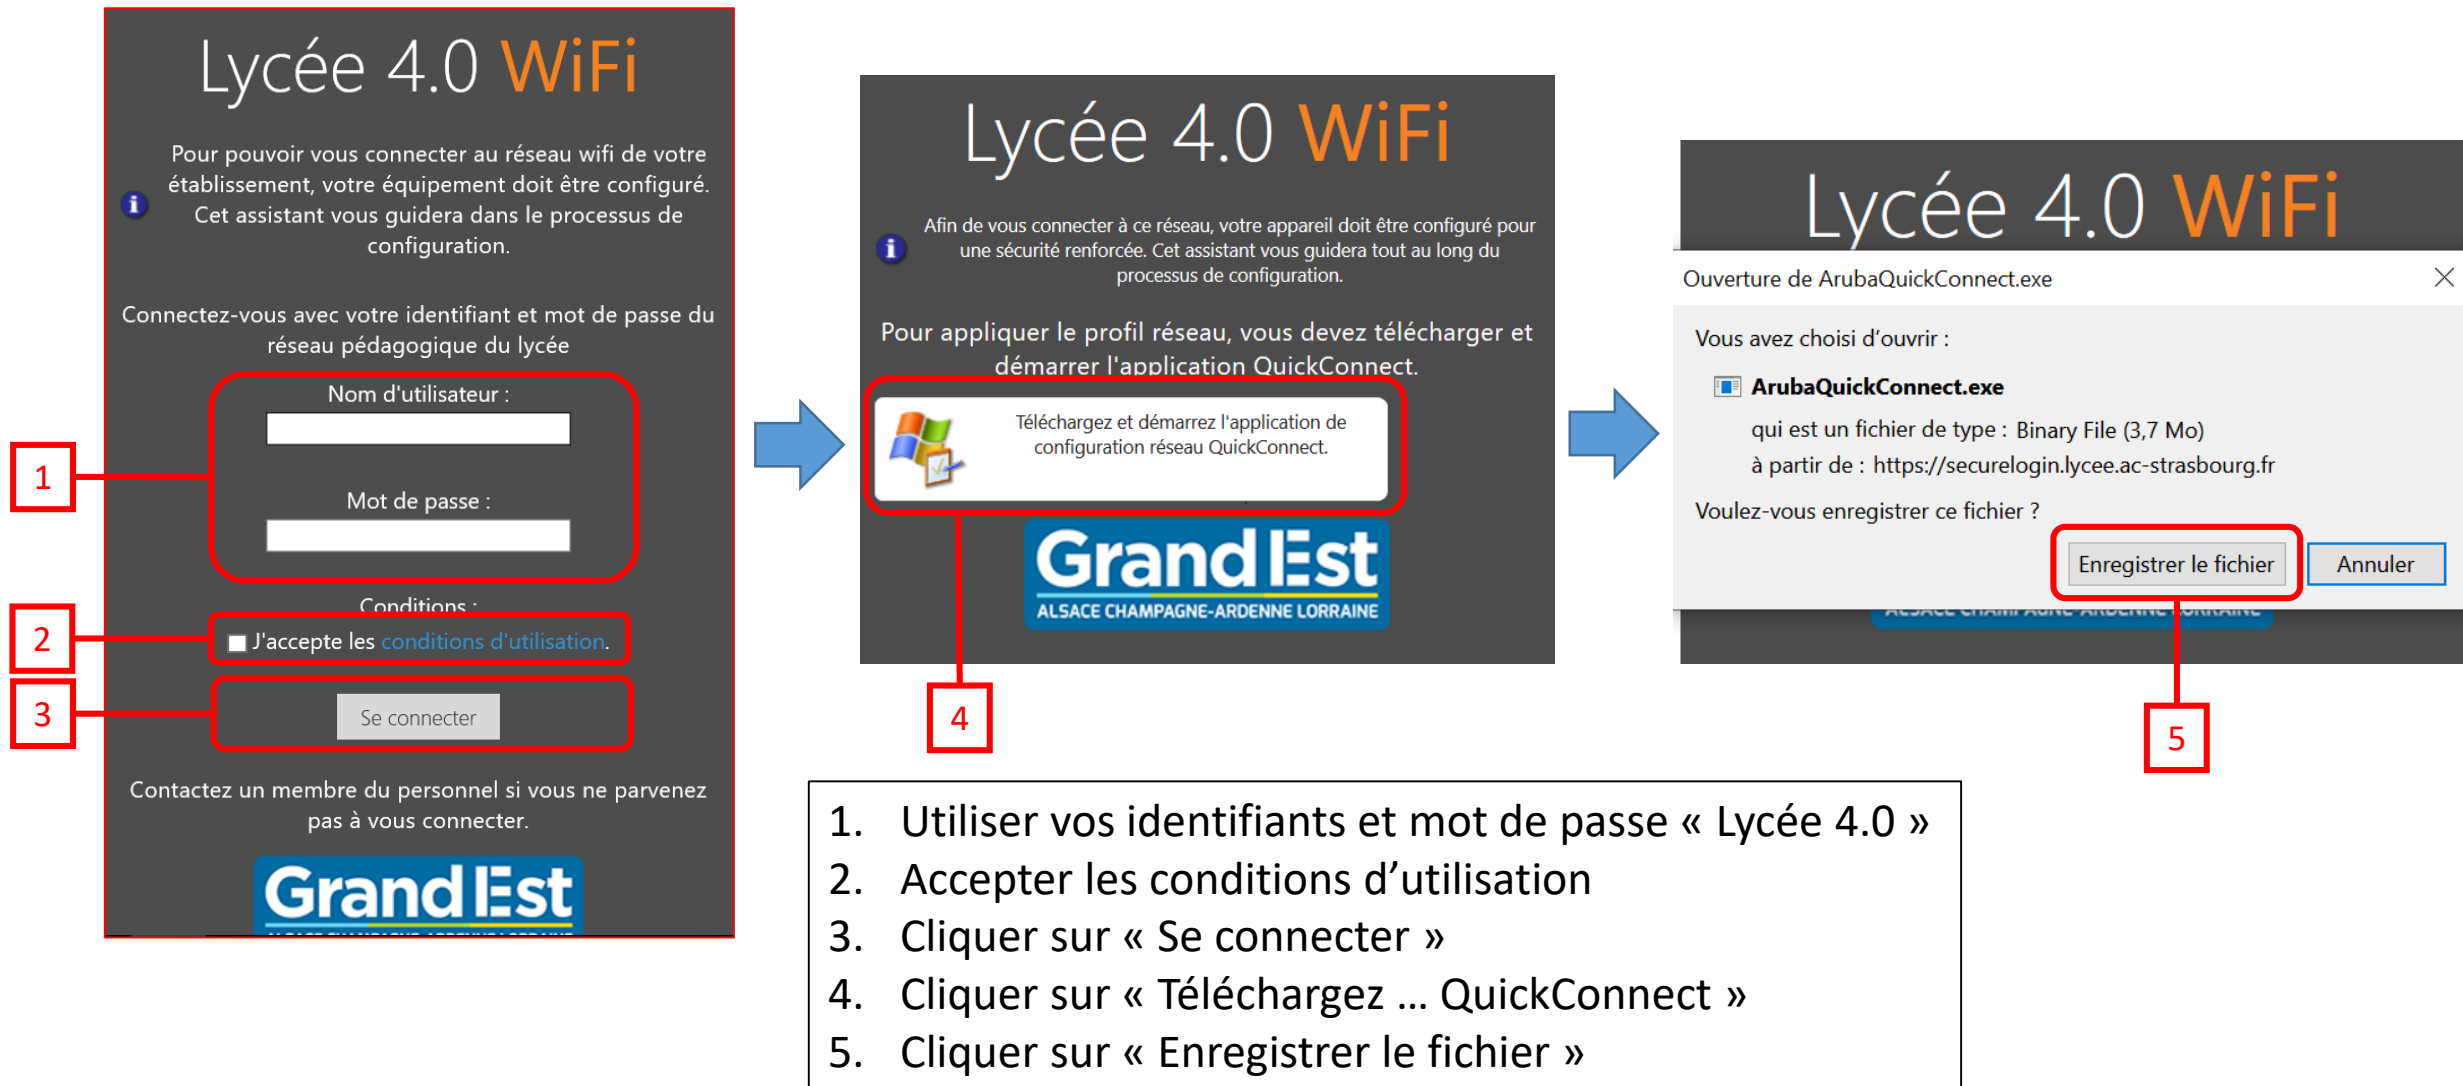 Lycée 4.0 WiFi
Pour pouvoir vous connecter au réseau wifi de votre
établissement, votre équipement doit être configuré.
Cet assistant vous guidera dans le processus de
configuration.
Connectez-vous avec votre identifiant et mot de passe du
réseau pédagogique du lycée
Nom d'utilisateur :
1
Mot de passe :
Conditions :
2
J'accepte les conditions d'utilisation.
3
Se connecter
Contactez un membre du personnel si vous ne parvenez
pas à vous connecter.
Grand Est
ALSACE CHAMPAGNE-ARDENNE LORRAINE
Lycée 4.0 WiFi
Afin de vous connecter à ce réseau, votre appareil doit être configuré pour
une sécurité renforcée. Cet assistant vous guidera tout au long du
processus de configuration.
Pour appliquer le profil réseau, vous devez télécharger et
démarrer l'application QuickConnect.
Téléchargez et démarrez l'application de
configuration réseau QuickConnect.
Grand Est
ALSACE CHAMPAGNE-ARDENNE LORRAINE
4
Lycée 4.0 WiFi
Ouverture de ArubaQuickConnect.exe
Vous avez choisi d'ouvrir :
ArubaQuickConnect.exe
qui est un fichier de type : Binary File (3,7 Mo)
à partir de : https://securelogin.lycee.ac-strasbourg.fr
Voulez-vous enregistrer ce fichier ?
Enregistrer le fichier Annuler
ALSACE CHAMPAGNE-ARDENNE LORRAINE
5
1. Utiliser vos identifiants et mot de passe « Lycée 4.0 »
2. Accepter les conditions d’utilisation
3. Cliquer sur « Se connecter »
4. Cliquer sur « Téléchargez ... QuickConnect »
5. Cliquer sur « Enregistrer le fichier »